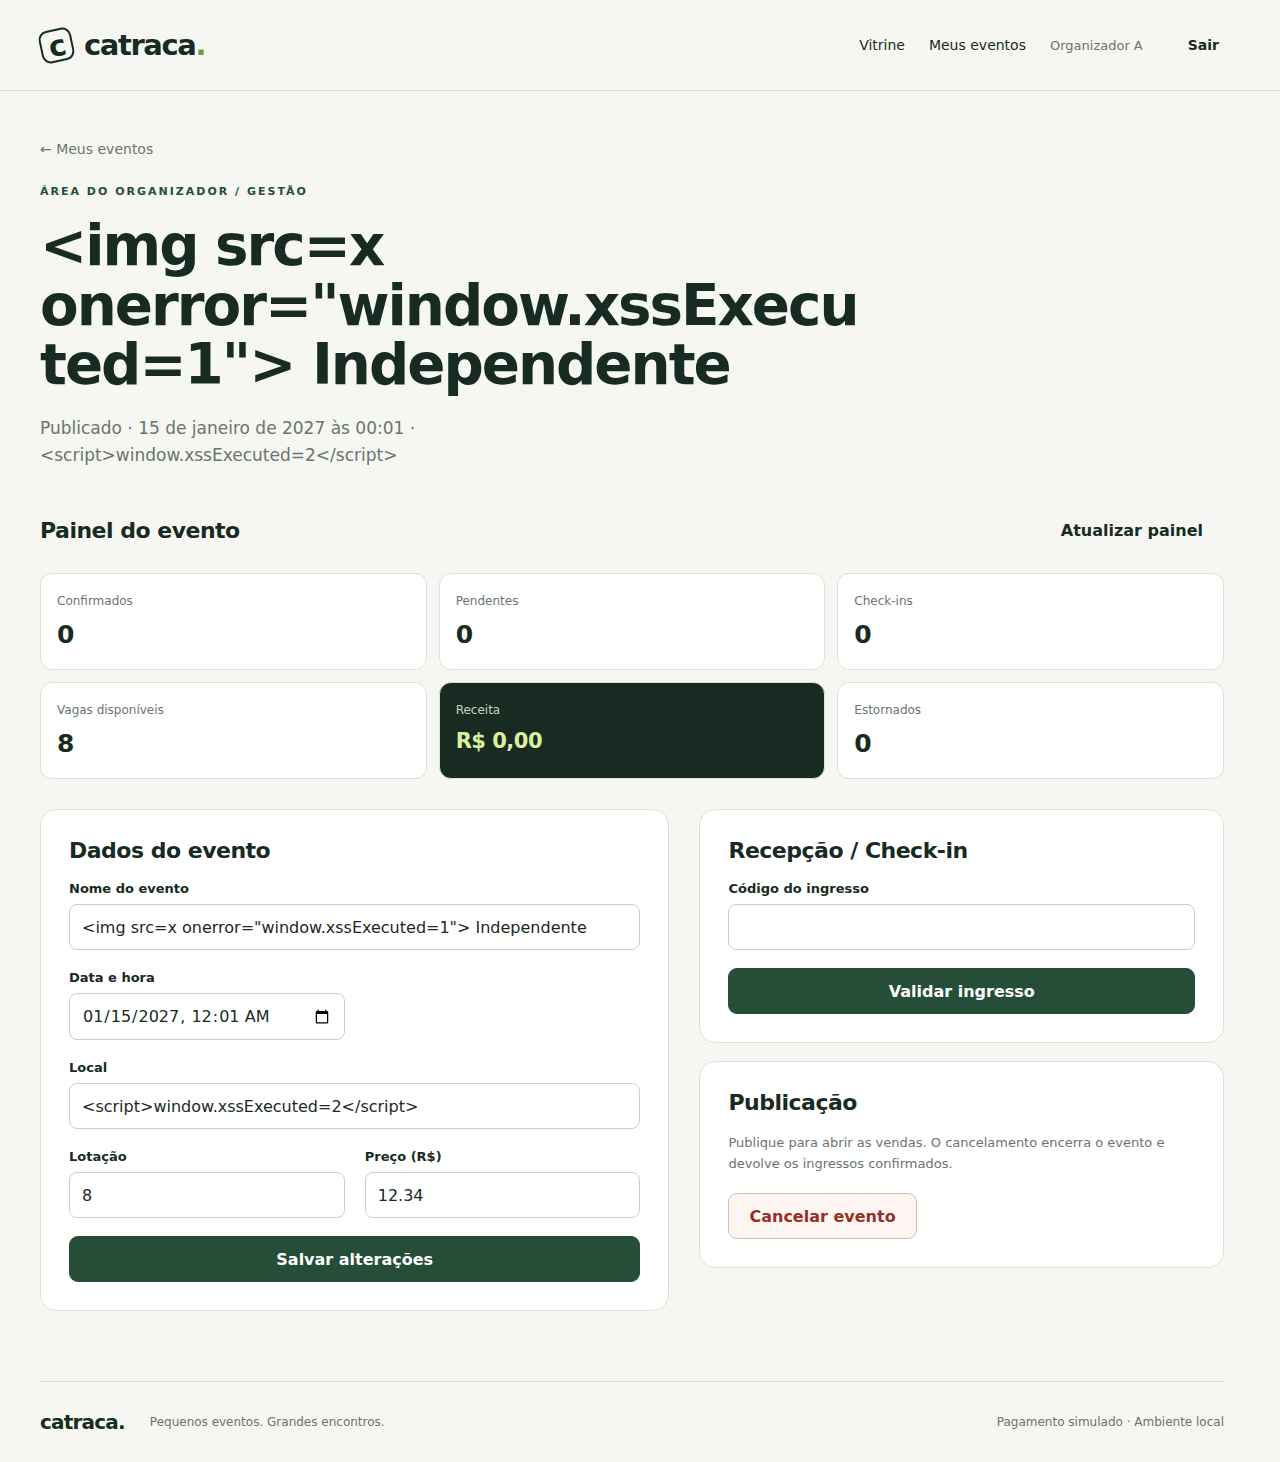 c catraca.
Vitrine Meus eventos Organizador A Sair
← Meus eventos
ÁREA DO ORGANIZADOR / GESTÃO
<img src=x
onerror="window.xssExecu
ted=1"> Independente
Publicado · 15 de janeiro de 2027 às 00:01 ·
<script>window.xssExecuted=2</script>
Painel do evento
Atualizar painel
Confirmados
0
Pendentes
0
Check-ins
0
Vagas disponíveis
8
Receita
R$ 0,00
Estornados
0
Dados do evento
Nome do evento
<img src=x onerror="window.xssExecuted=1"> Independente
Data e hora
01/15/2027, 12:01 AM
Local
<script>window.xssExecuted=2</script>
Lotação Preço (R$)
8 12.34
Salvar alterações
Recepção / Check-in
Código do ingresso
Validar ingresso
Publicação
Publique para abrir as vendas. O cancelamento encerra o evento e
devolve os ingressos confirmados.
Cancelar evento
catraca. Pequenos eventos. Grandes encontros.
Pagamento simulado · Ambiente local